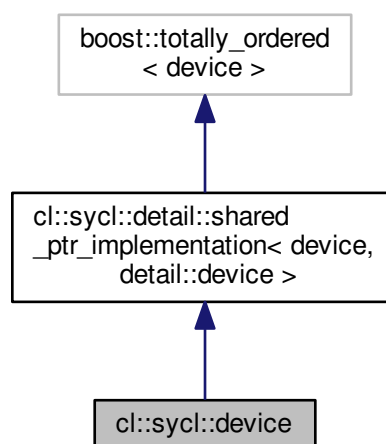 boost::totally_ordered
< device >
cl::sycl::detail::shared
_ptr_implementation< device,
detail::device >
cl::sycl::device